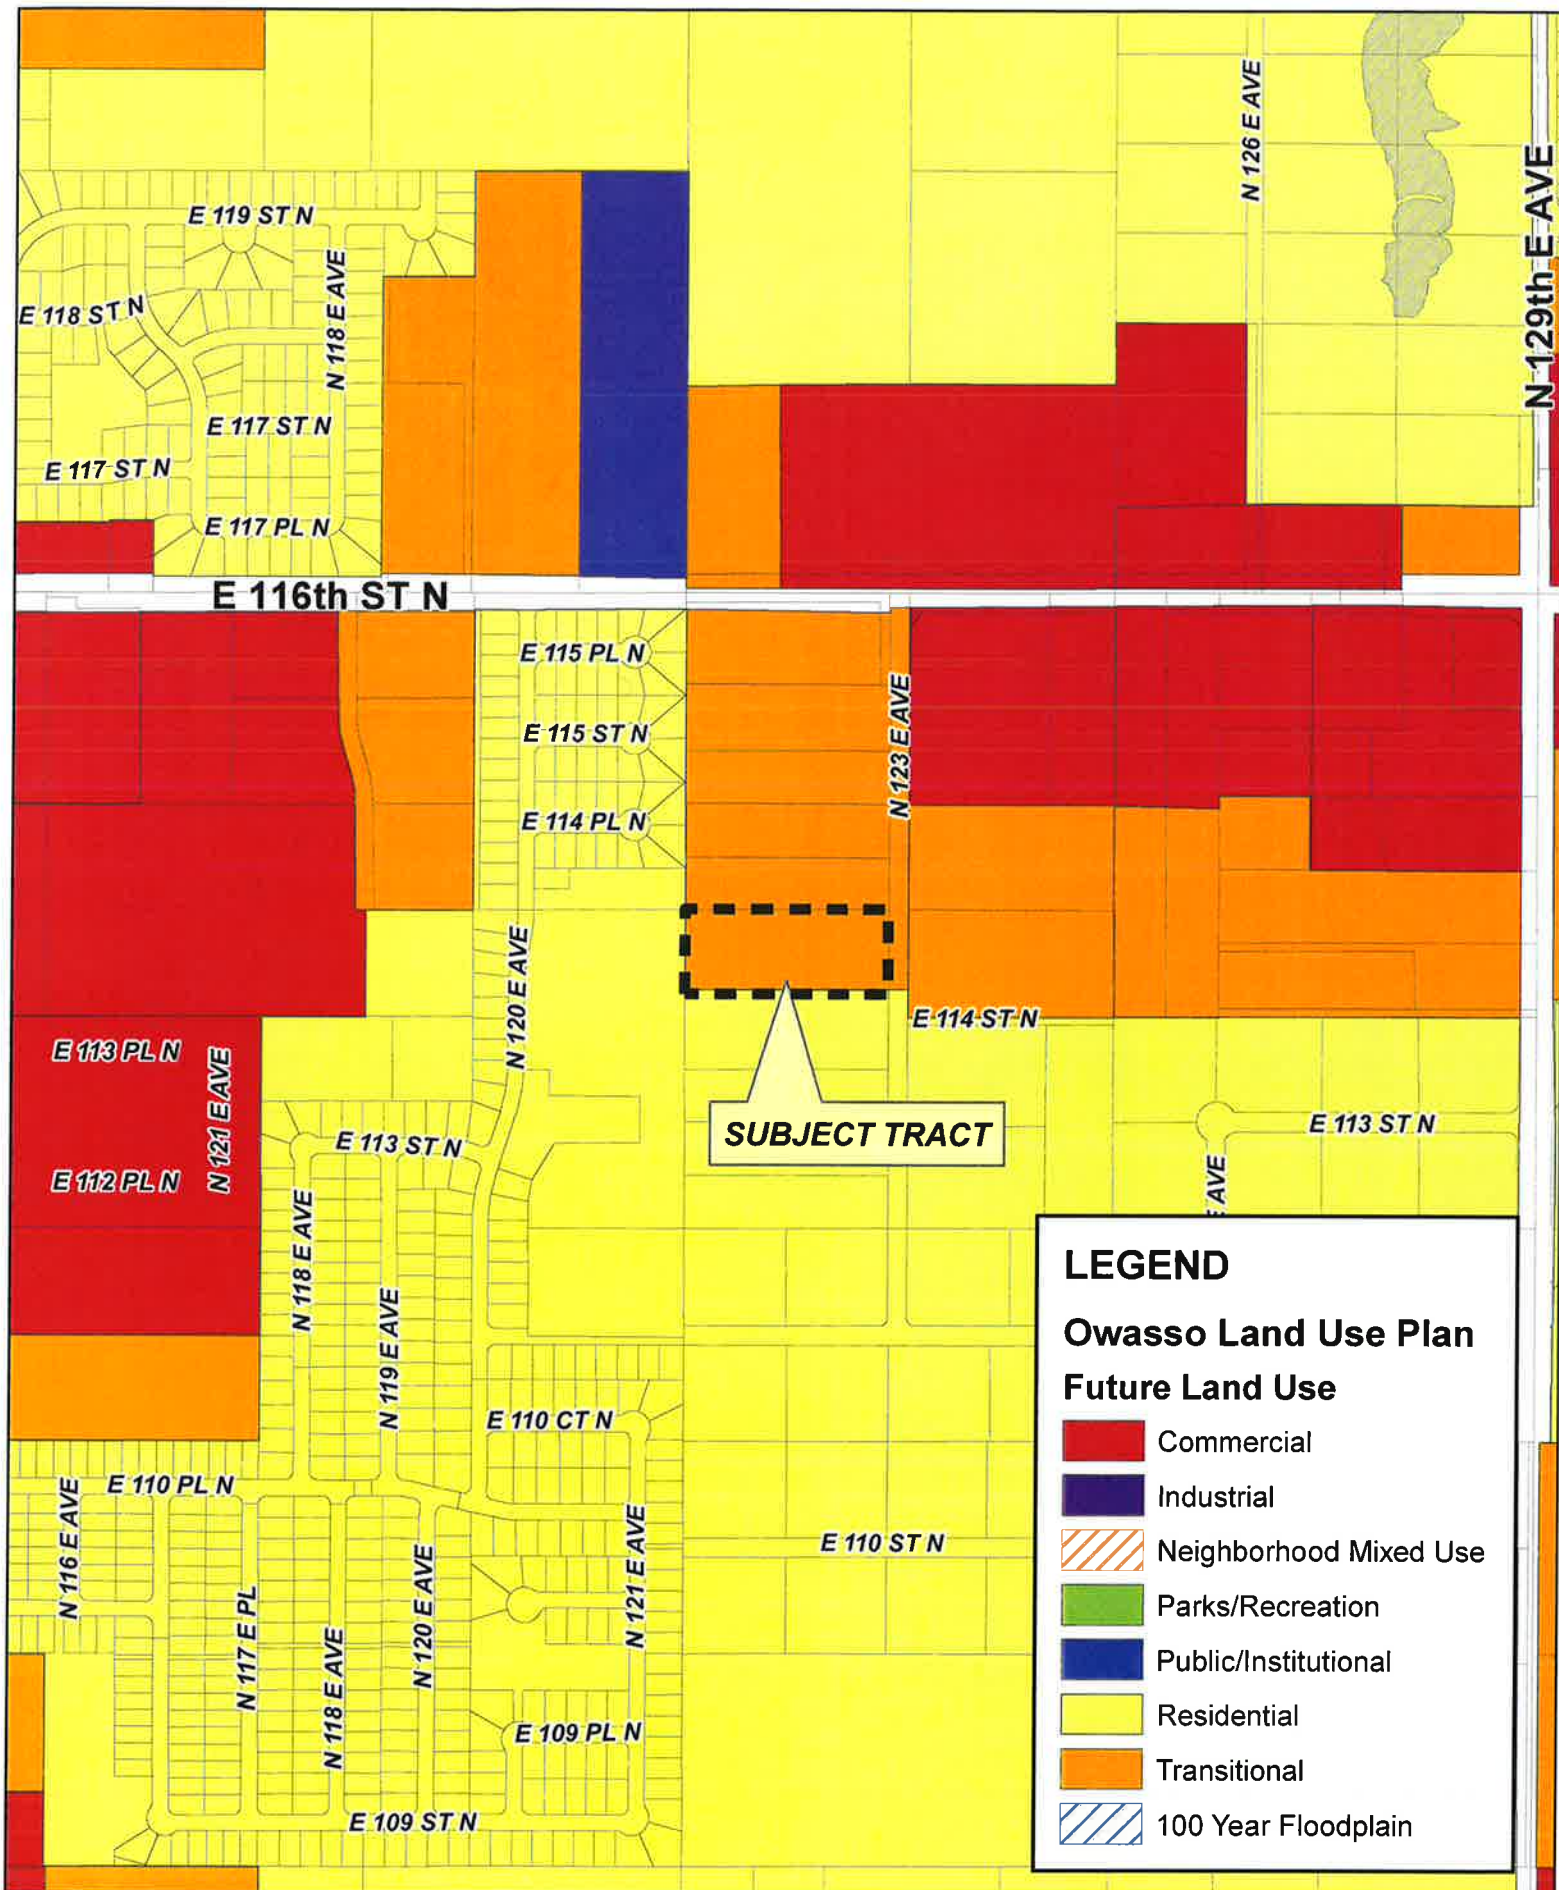 N 126 E AVE
N 129th E AVE
E 119 ST N
E 118 ST N
N 118 E AVE
E 117 ST N
E 117 ST N
E 117 PL N
E 116th ST N
E 115 PL N
E 115 ST N
N 123 E AVE
E 114 PL N
N 120 E AVE
E 114 ST N
E 113 PL N
N 121 E AVE
E 113 ST N
SUBJECT TRACT
E 113 ST N
E 112 PL N
AVE
N 118 E AVE
N 119 E AVE
E 110 CT N
E 110 PL N
N 116 E AVE
N 121 E AVE
E 110 ST N
N 117 E PL
N 118 E AVE
N 120 E AVE
E 109 PL N
E 109 ST N
LEGEND
Owasso Land Use Plan
Future Land Use
Commercial
Industrial
Neighborhood Mixed Use
Parks/Recreation
Public/Institutional
Residential
Transitional
100 Year Floodplain